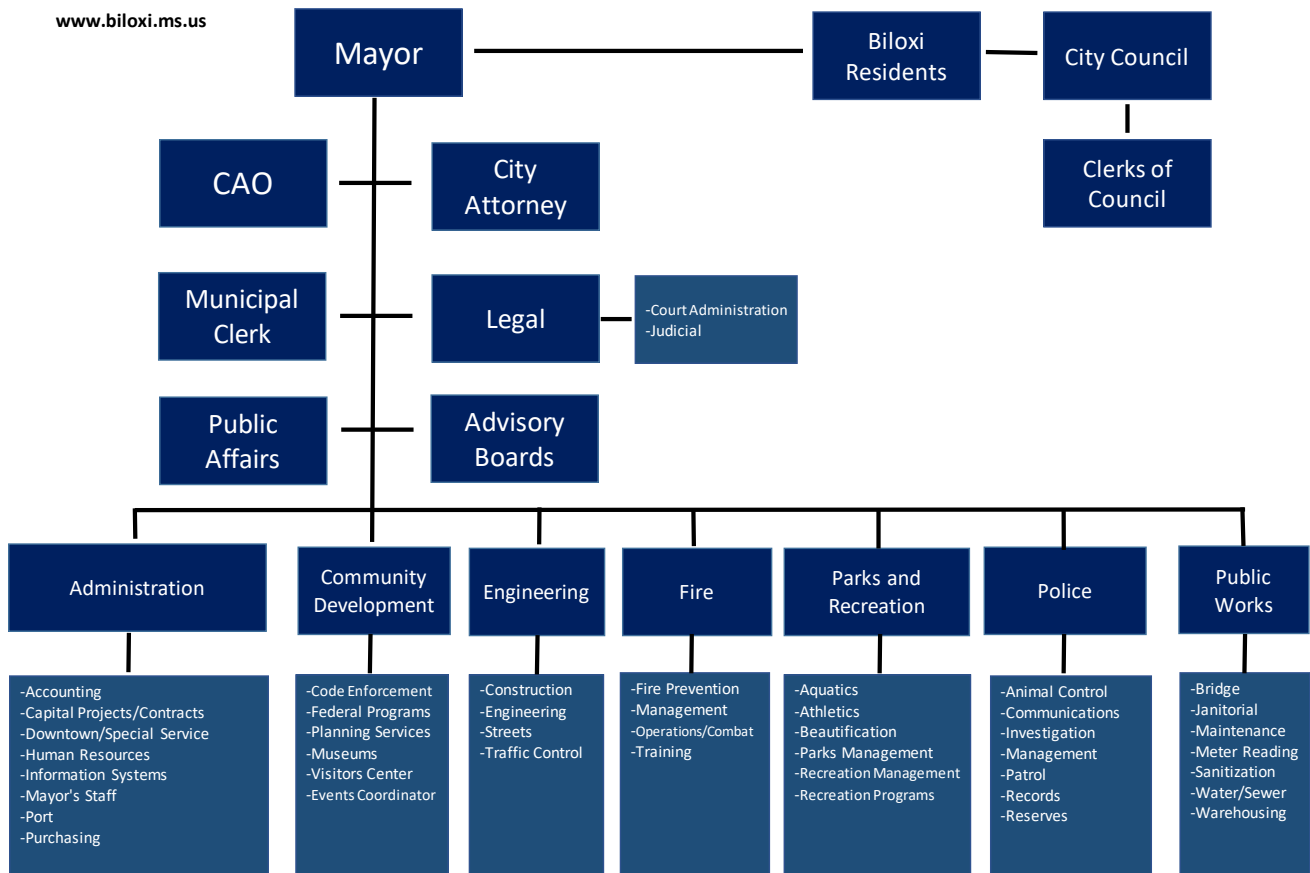 www.biloxi.ms.us
Mayor
Biloxi
Residents
City Council
Clerks of
Council
CAO
City
Attorney
Municipal
Clerk
Legal
-Court Administration
-Judicial
Public
Affairs
Advisory
Boards
Administration
Community
Development
Engineering
Fire
Parks and
Recreation
Police
Public
Works
-Accounting
-Capital Projects/Contracts
-Downtown/Special Service
-Human Resources
-Information Systems
-Mayor's Staff
-Port
-Purchasing
-Code Enforcement
-Federal Programs
-Planning Services
-Museums
-Visitors Center
-Events Coordinator
-Construction
-Engineering
-Streets
-Traffic Control
-Fire Prevention
-Management
-Operations/Combat
-Training
-Aquatics
-Athletics
-Beautification
-Parks Management
-Recreation Management
-Recreation Programs
-Animal Control
-Communications
-Investigation
-Management
-Patrol
-Records
-Reserves
-Bridge
-Janitorial
-Maintenance
-Meter Reading
-Sanitization
-Water/Sewer
-Warehousing